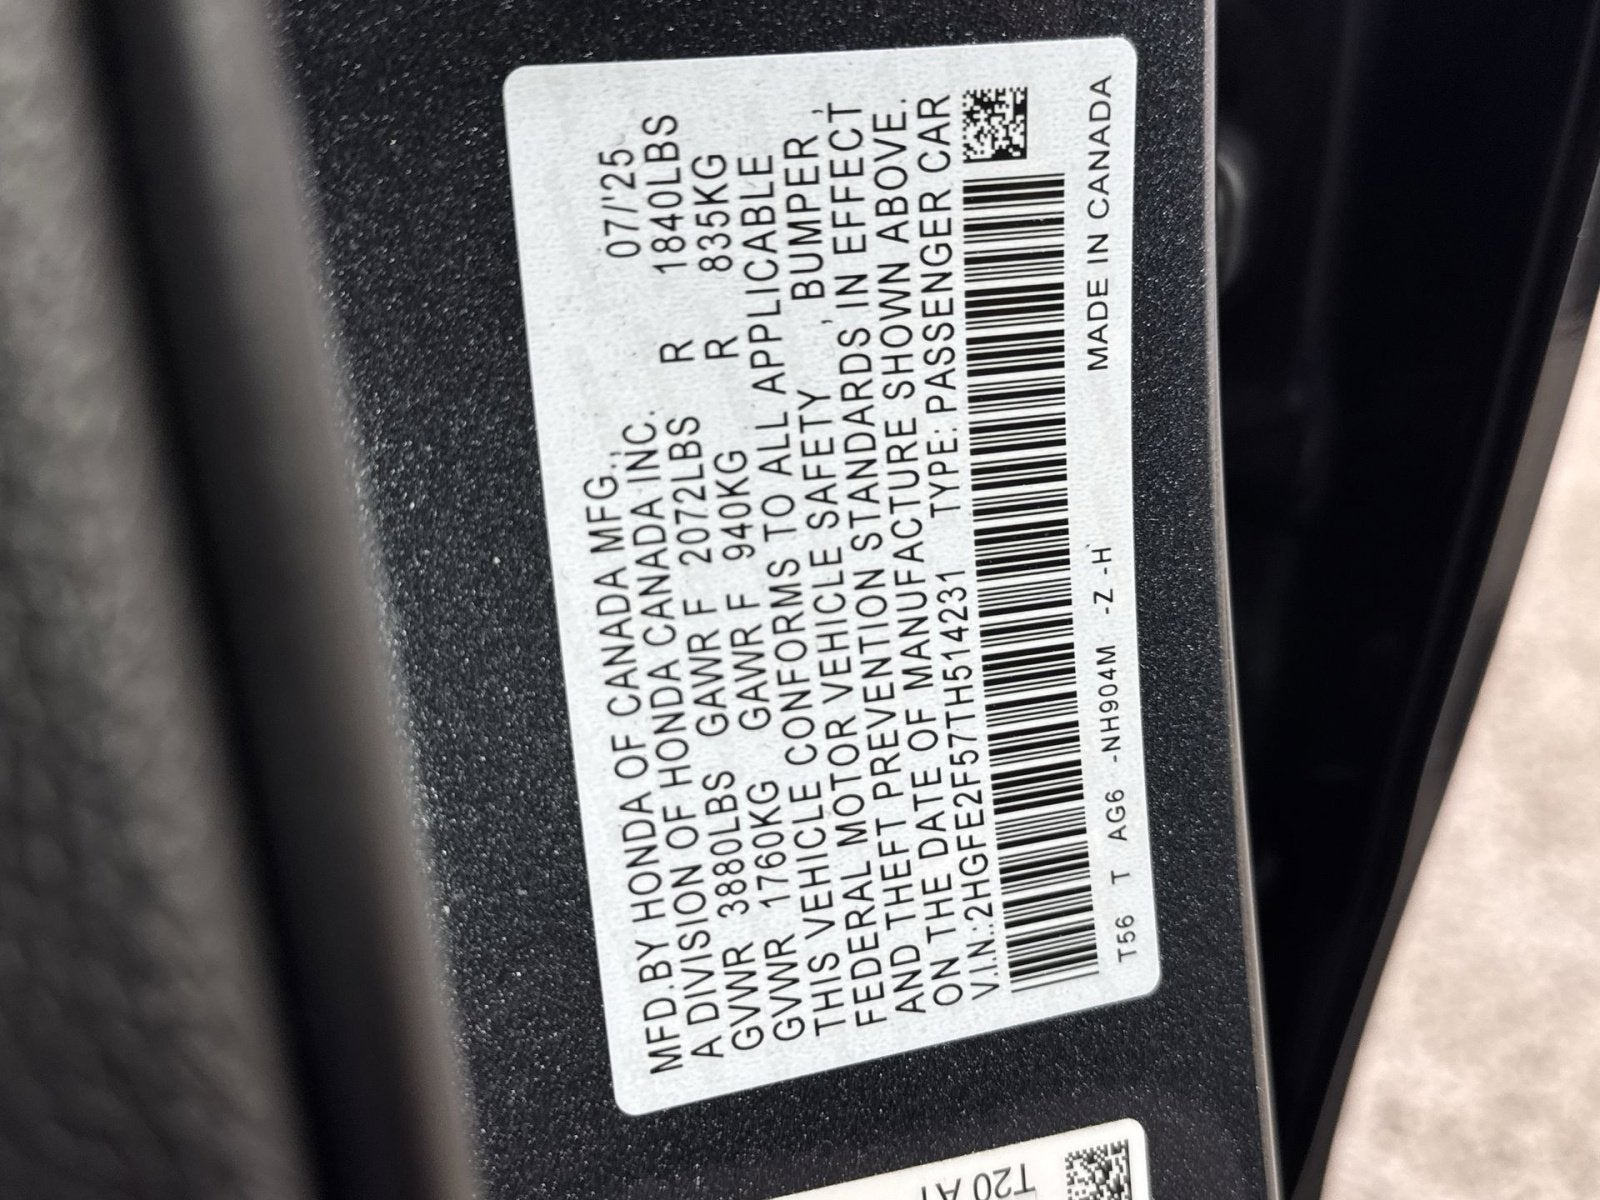 MFD.BY HONDA OF CANADA MFG., 07/'25
A DIVISION OF HONDA CANADA INC.
GVWR 3880LBS GAWR F 2072LBS R 1840LBS
GVWR 1760KG GAWR F 940KG R 835KG
THIS VEHICLE CONFORMS TO ALL APPLICABLE
FEDERAL MOTOR VEHICLE SAFETY , BUMPER ,
AND THEFT PREVENTION STANDARDS IN EFFECT
ON THE DATE OF MANUFACTURE SHOWN ABOVE.
V.I.N.:2HGFE2F57TH514231 TYPE: PASSENGER CAR
T56 T AG6 -NH904M -Z -H MADE IN CANADA
T20